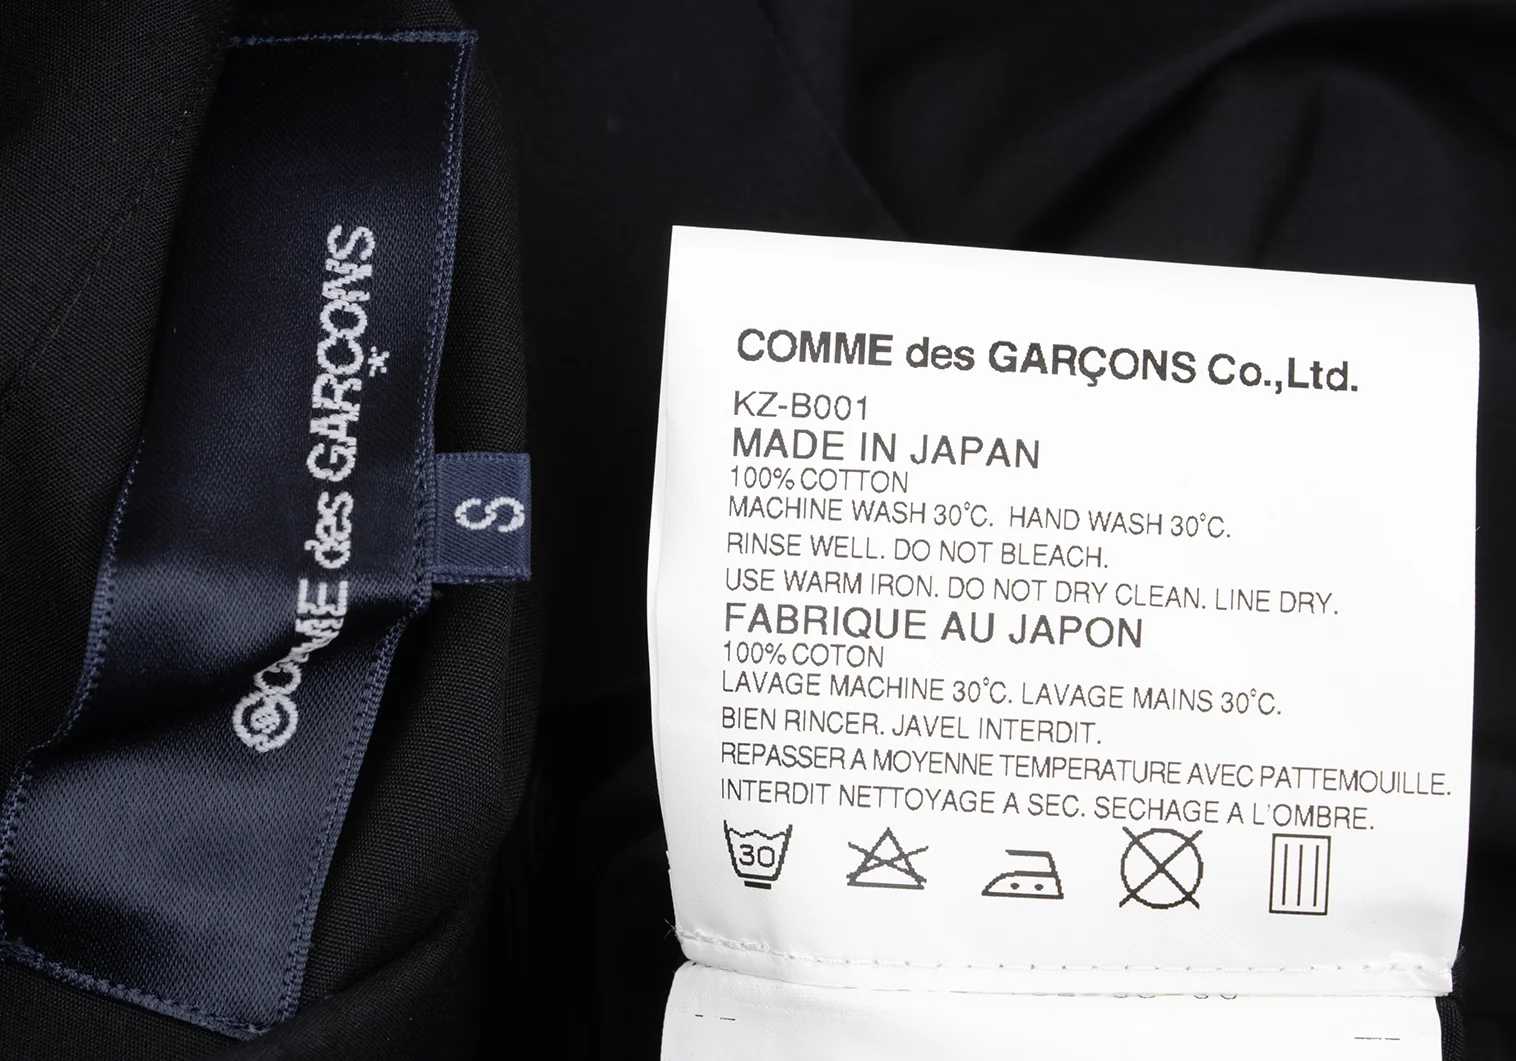 COMME des GARÇONS
S
COMME des GARÇONS Co.,Ltd.
KZ-B001
MADE IN JAPAN
100% COTTON
MACHINE WASH 30°C. HAND WASH 30°C.
RINSE WELL. DO NOT BLEACH.
USE WARM IRON. DO NOT DRY CLEAN. LINE DRY.
FABRIQUE AU JAPON
100% COTON
LAVAGE MACHINE 30°C. LAVAGE MAINS 30°C.
BIEN RINCER. JAVEL INTERDIT.
REPASSER A MOYENNE TEMPERATURE AVEC PATTEMOUILLE.
INTERDIT NETTOYAGE A SEC. SECHAGE A L'OMBRE.
30